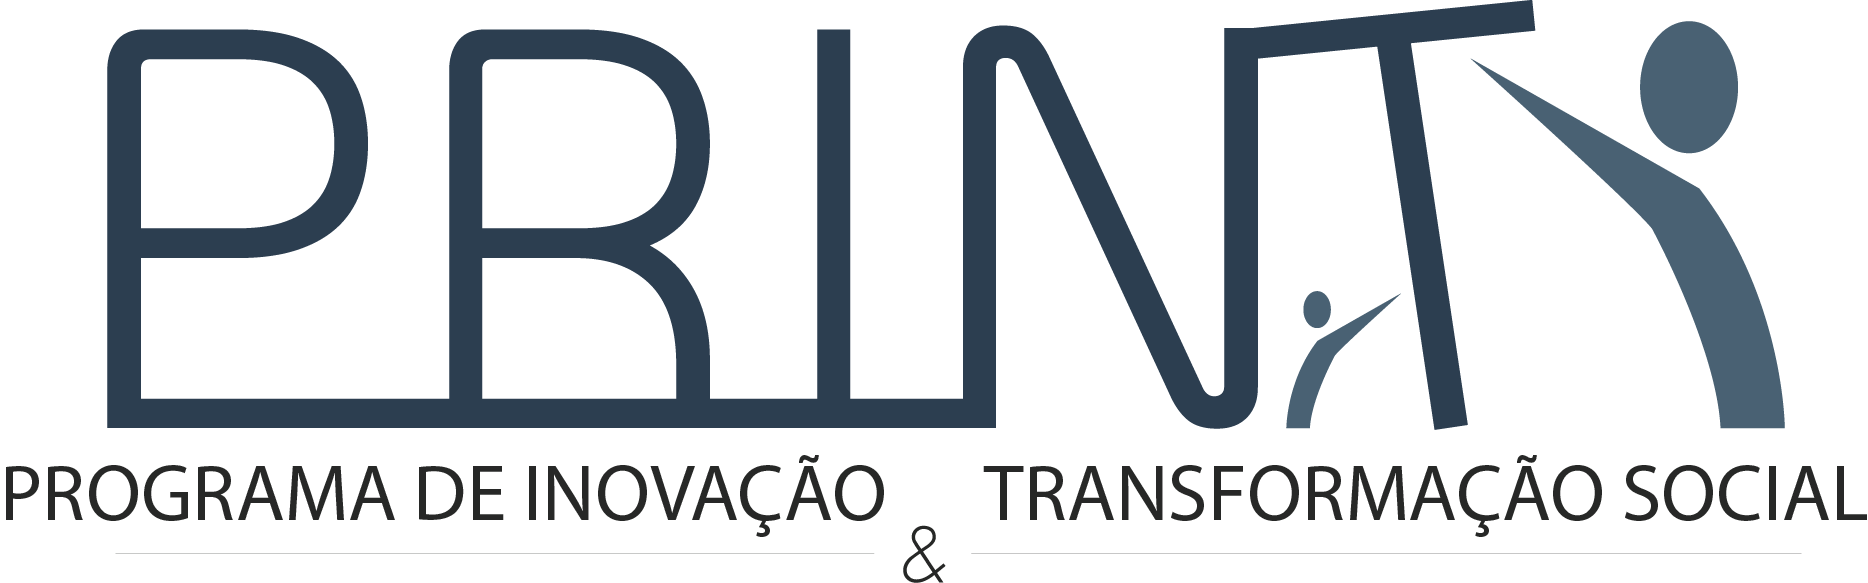 PRINT
PROGRAMA DE INOVAÇÃO & TRANSFORMAÇÃO SOCIAL